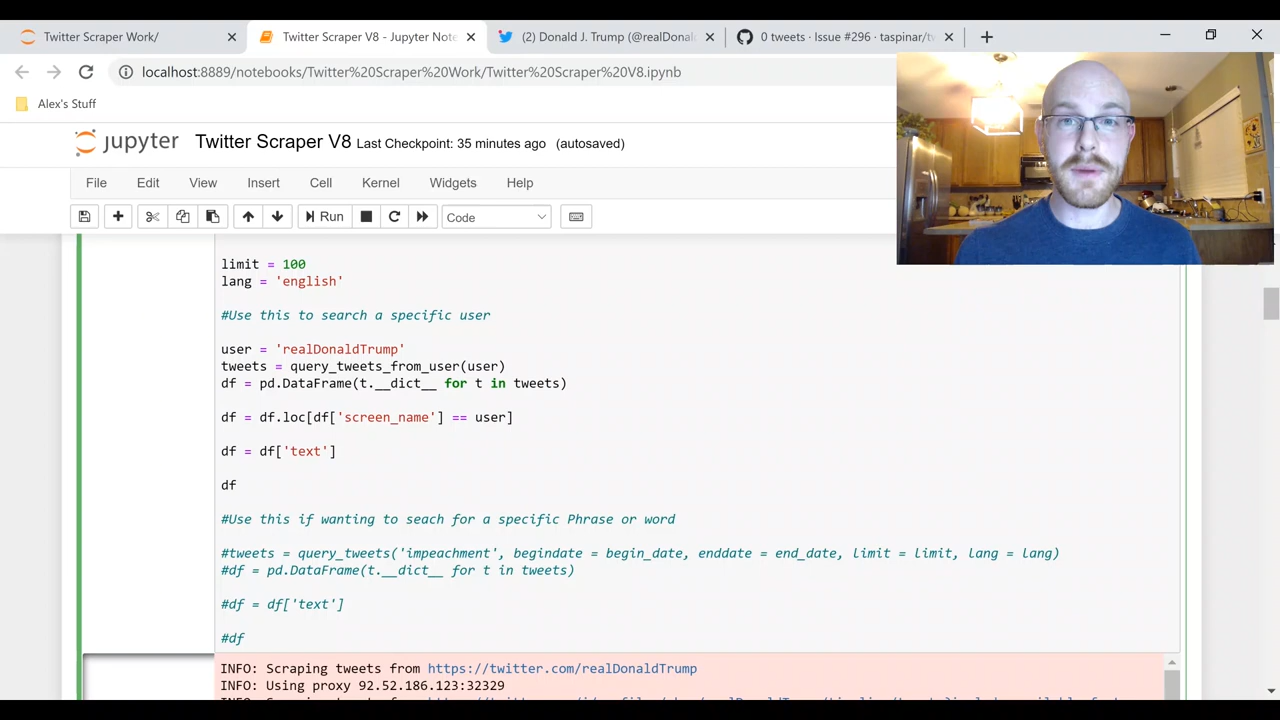 Twitter Scraper Work/
Twitter Scraper V8 - Jupyter Note
(2) Donald J. Trump (@realDonal
0 tweets · Issue #296 · taspinar/tw
localhost:8889/notebooks/Twitter%20Scraper%20Work/Twitter%20Scraper%20V8.ipynb
Alex's Stuff
jupyter Twitter Scraper V8 Last Checkpoint: 35 minutes ago (autosaved)
File Edit View Insert Cell Kernel Widgets Help
Run Code
limit = 100
lang = 'english'
#Use this to search a specific user
user = 'realDonaldTrump'
tweets = query_tweets_from_user(user)
df = pd.DataFrame(t.__dict__ for t in tweets)
df = df.loc[df['screen_name'] == user]
df = df['text']
df
#Use this if wanting to seach for a specific Phrase or word
#tweets = query_tweets('impeachment', begindate = begin_date, enddate = end_date, limit = limit, lang = lang)
#df = pd.DataFrame(t.__dict__ for t in tweets)
#df = df['text']
#df
INFO: Scraping tweets from https://twitter.com/realDonaldTrump
INFO: Using proxy 92.52.186.123:32329